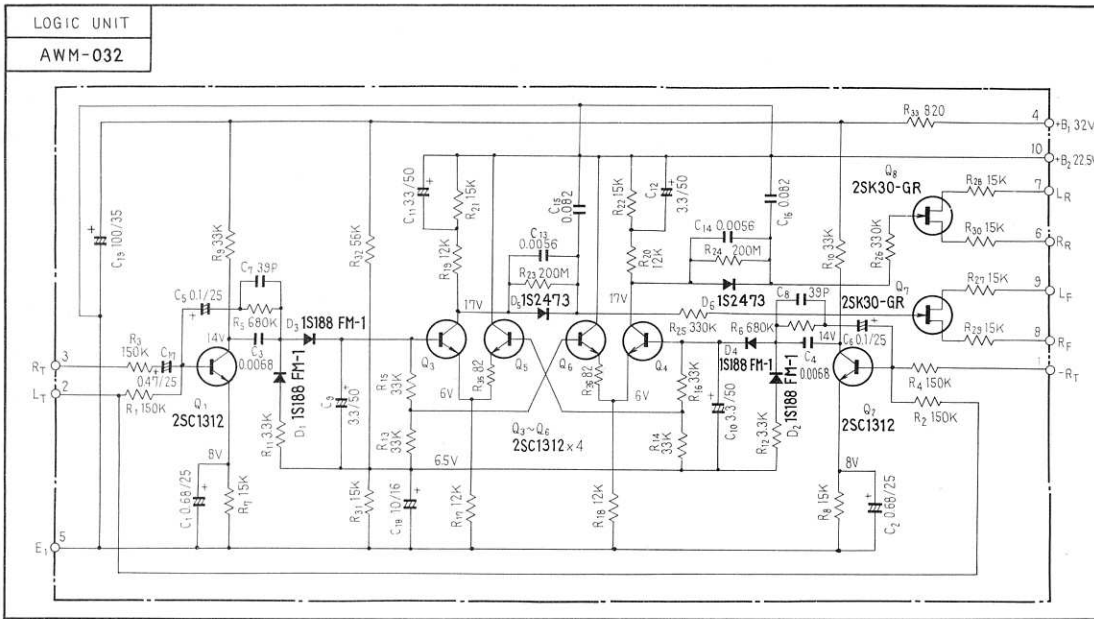 LOGIC UNIT
AWM-032
R33 820
4
+B1 32V
10
+B2 22.5V
Q8
2SK30-GR
R28 15K
7
LR
R30 15K
6
RR
R26 330K
C19 100/35
R9 33K
C7 39P
C5 0.1/25
R5 680K
R32 56K
C11 3.3/50
R21 15K
R19 12K
C15 0.082
C13
0.0056
R23 200M
D5
1S2473
R22 15K
C12
3.3/50
R20
12K
C14 0.0056
R24
200M
C16 0.082
D6
1S2473
R10 33K
C8 39P
2SK30-GR
Q7
R27 15K
9
LF
R29 15K
8
RF
17V
17V
R25 330K
R6 680K
C6 0.1/25
R3
150K
3
RT
2
LT
0.47/25
R1 150K
14V
C3
0.0068
D3
1S188 FM-1
Q1
2SC1312
D1 1S188 FM-1
R11 3.3K
C9
3.3/50
R15
33K
R13
33K
Q3
R35 82
Q5
6V
Q6
R36 82
Q4
6V
Q3~Q6
2SC1312×4
R16 33K
R14
33K
C10 3.3/50
D4
1S188 FM-1
14V
C4
0.0068
D2
1S188 FM-1
R12 3.3K
1
-RT
R4
150K
R2 150K
Q2
2SC1312
8V
6.5V
8V
C1 0.68/25
R7 15K
R31 15K
C18 10/16
R17 12K
R18 12K
R8 15K
C2 0.68/25
5
E1